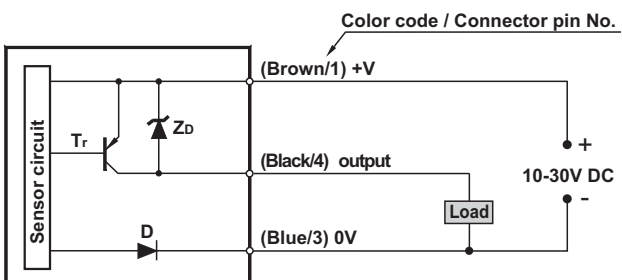 Color code / Connector pin No.
(Brown/1) +V
Tr
ZD
Sensor circuit
(Black/4) output
+
10-30V DC
-
Load
D
(Blue/3) 0V